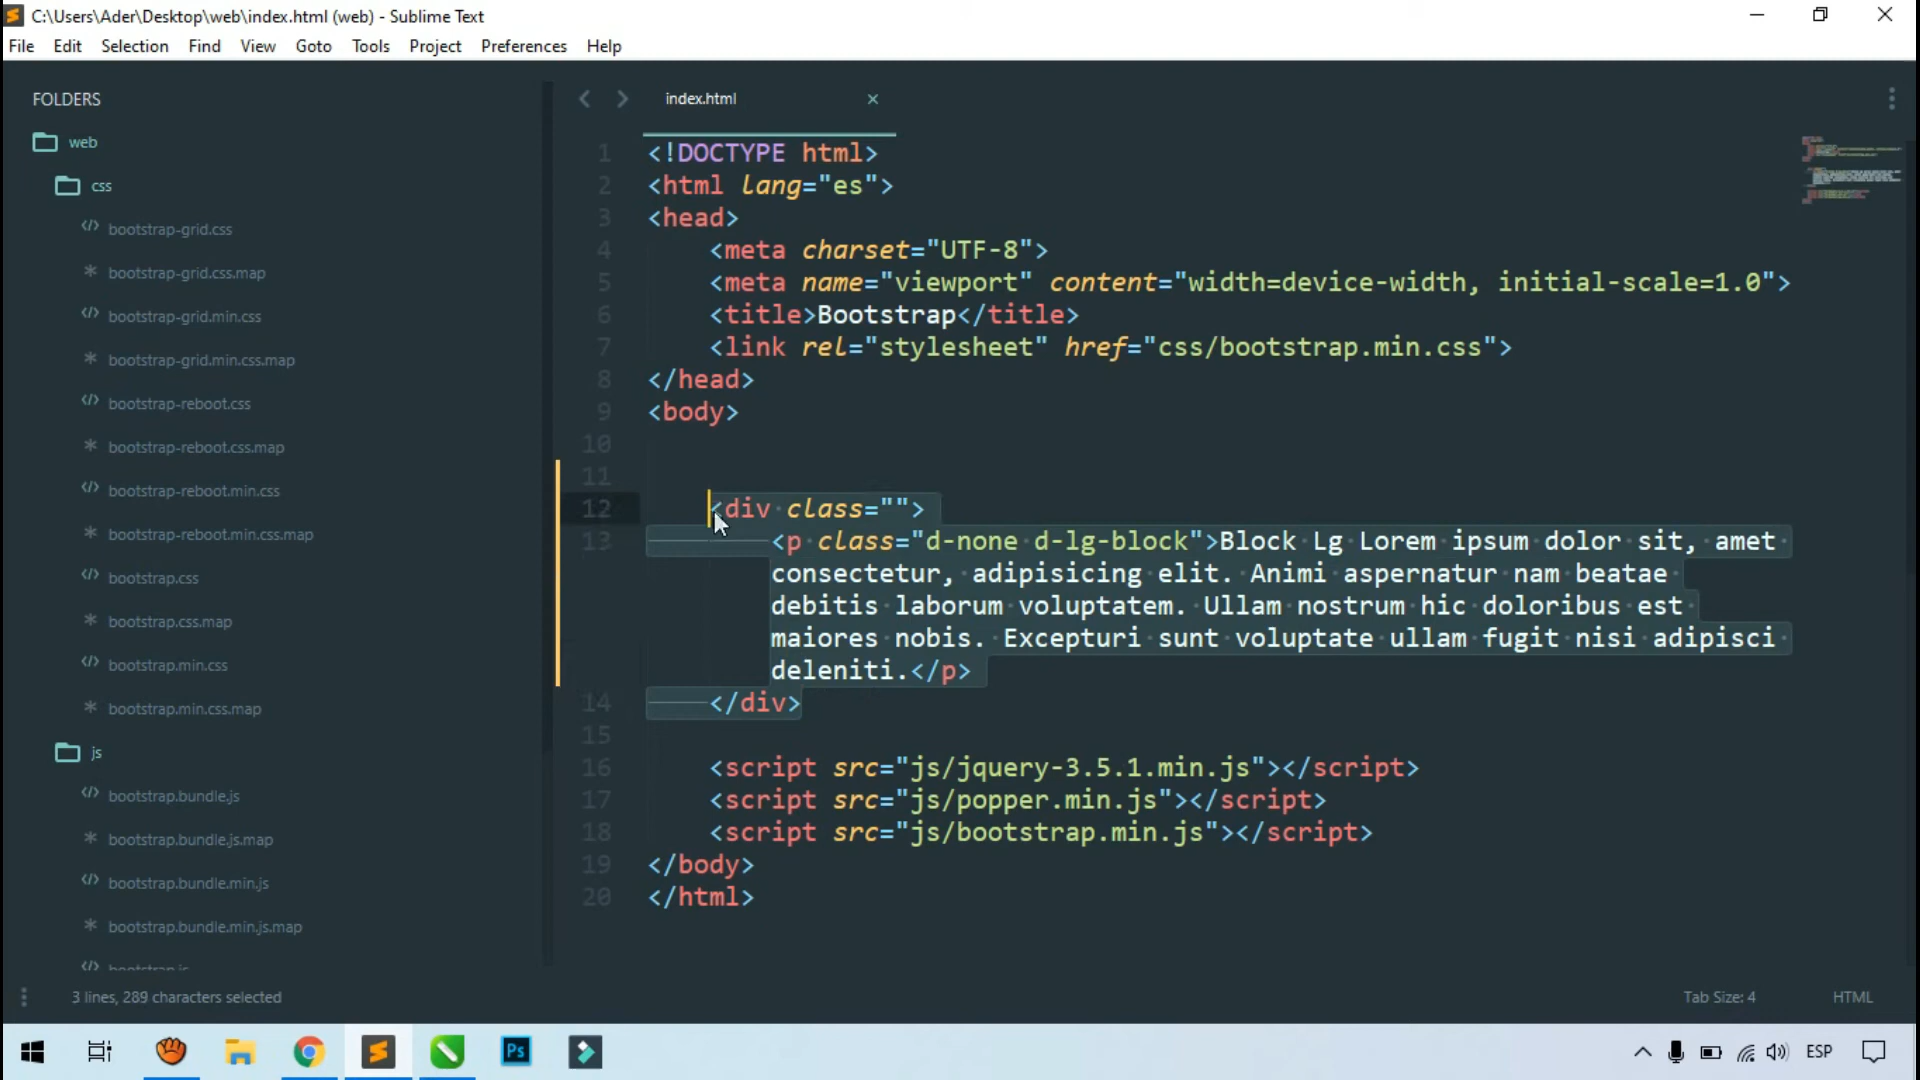 C:\Users\Ader\Desktop\web\index.html (web) - Sublime Text
File Edit Selection Find View Goto Tools Project Preferences Help
FOLDERS
web
css
bootstrap-grid.css
bootstrap-grid.css.map
bootstrap-grid.min.css
bootstrap-grid.min.css.map
bootstrap-reboot.css
bootstrap-reboot.css.map
bootstrap-reboot.min.css
bootstrap-reboot.min.css.map
bootstrap.css
bootstrap.css.map
bootstrap.min.css
bootstrap.min.css.map
js
bootstrap.bundle.js
bootstrap.bundle.js.map
bootstrap.bundle.min.js
bootstrap.bundle.min.js.map
bootstrap.js
index.html
1 <!DOCTYPE html>
2 <html lang="es">
3 <head>
4 <meta charset="UTF-8">
5 <meta name="viewport" content="width=device-width, initial-scale=1.0">
6 <title>Bootstrap</title>
7 <link rel="stylesheet" href="css/bootstrap.min.css">
8 </head>
9 <body>
10
11
12 <div class="">
13 <p class="d-none d-lg-block">Block Lg Lorem ipsum dolor sit, amet
consectetur, adipisicing elit. Animi aspernatur nam beatae
debitis laborum voluptatem. Ullam nostrum hic doloribus est
maiores nobis. Excepturi sunt voluptate ullam fugit nisi adipisci
deleniti.</p>
14 </div>
15
16 <script src="js/jquery-3.5.1.min.js"></script>
17 <script src="js/popper.min.js"></script>
18 <script src="js/bootstrap.min.js"></script>
19 </body>
20 </html>
3 lines, 289 characters selected
Tab Size: 4
HTML
Ps
ESP